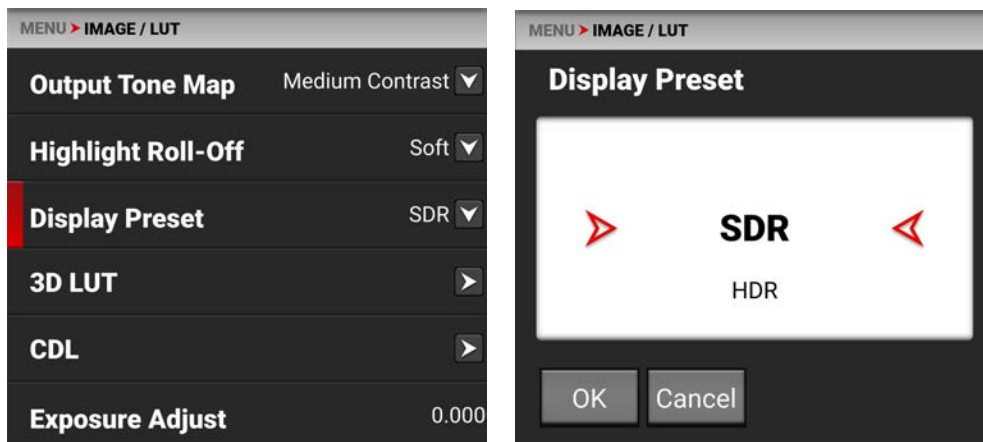 MENU > IMAGE / LUT
Output Tone Map Medium Contrast
Highlight Roll-Off Soft
Display Preset SDR
3D LUT
CDL
Exposure Adjust 0.000
MENU > IMAGE / LUT
Display Preset
SDR
HDR
OK Cancel